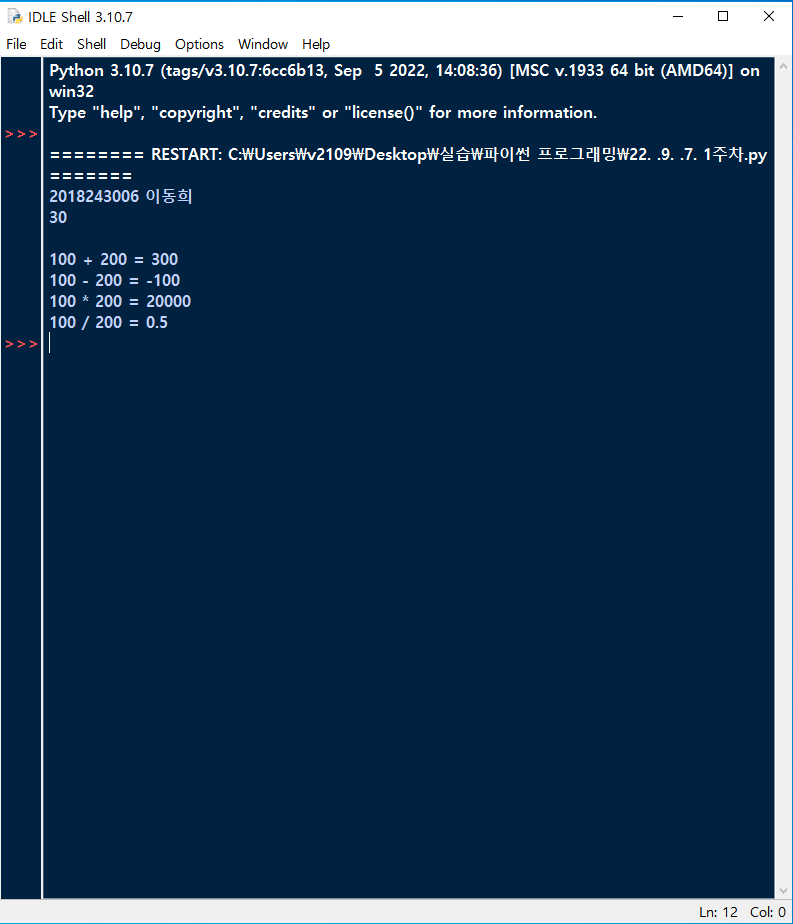 IDLE Shell 3.10.7
File Edit Shell Debug Options Window Help
Python 3.10.7 (tags/v3.10.7:6cc6b13, Sep  5 2022, 14:08:36) [MSC v.1933 64 bit (AMD64)] on
win32
Type "help", "copyright", "credits" or "license()" for more information.
>>>
======== RESTART: C:₩Users₩v2109₩Desktop₩실습₩파이썬 프로그래밍₩22. .9. .7. 1주차.py
=======
2018243006 이동희
30
100 + 200 = 300
100 - 200 = -100
100 * 200 = 20000
100 / 200 = 0.5
>>>
Ln: 12 Col: 0